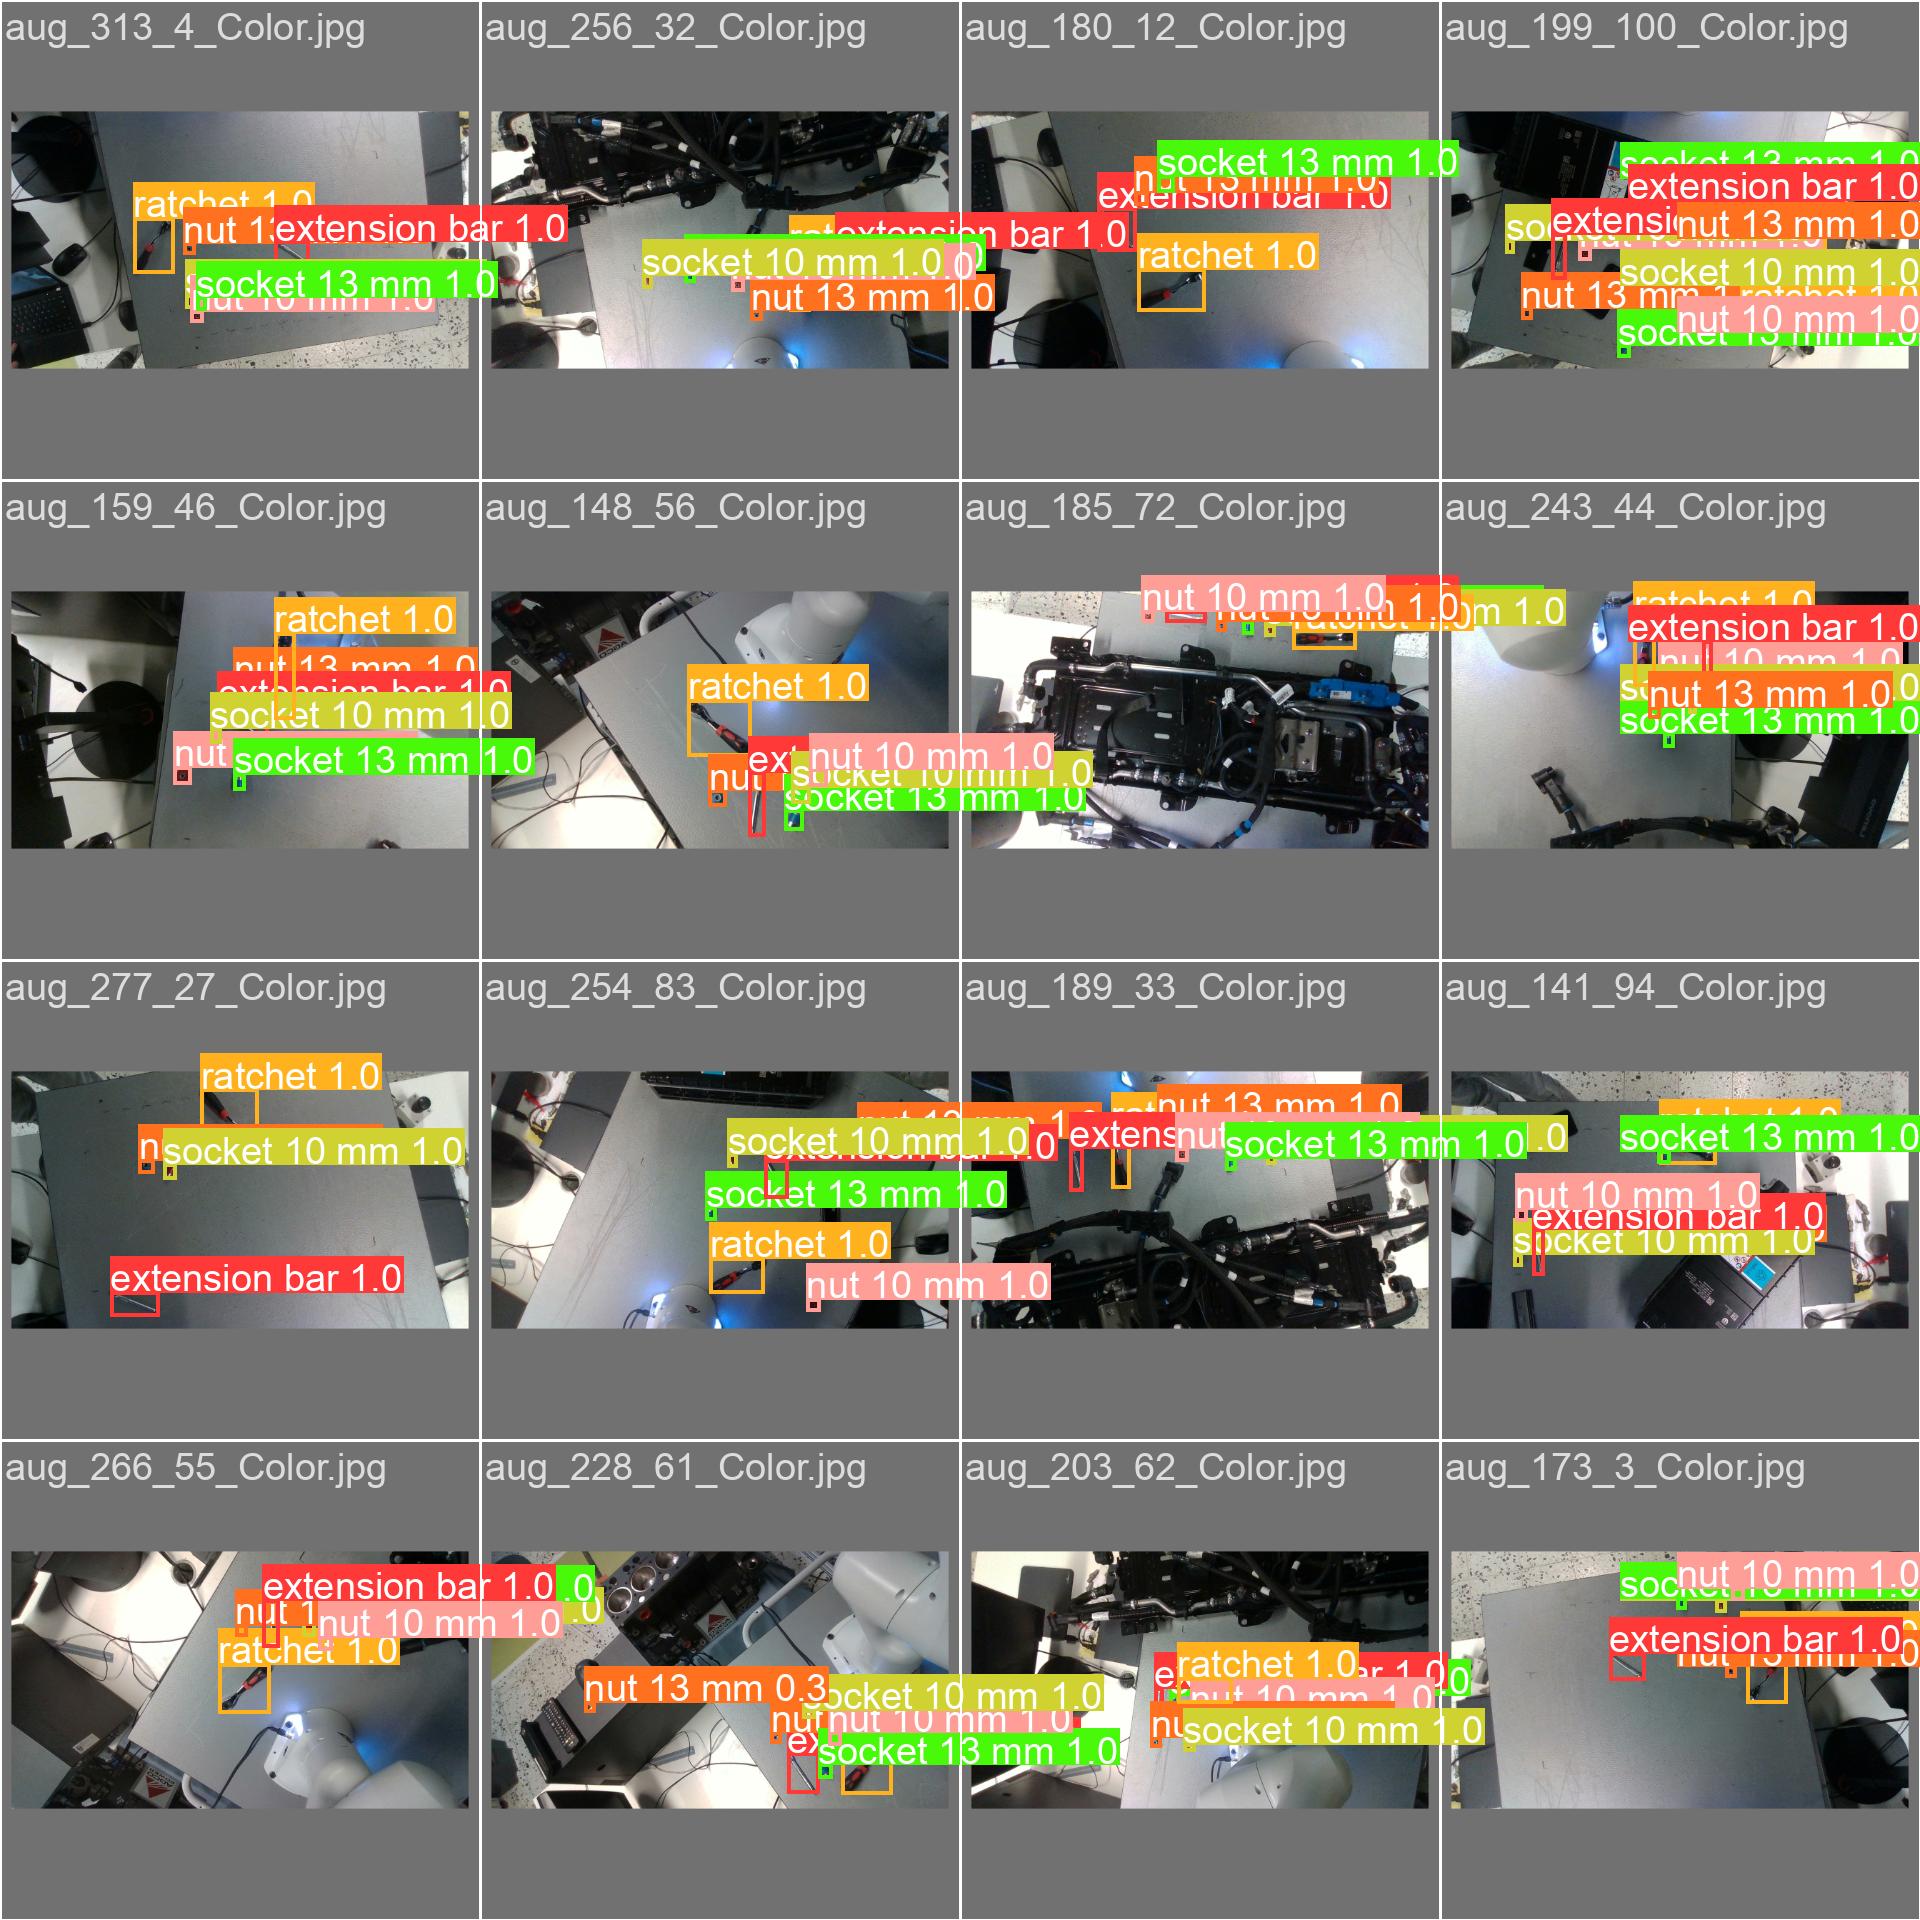 aug_313_4_Color.jpg
ratchet 1.0
nut 13
extension bar 1.0
socket 13 mm 1.0
nut 10 mm 1.0
aug_256_32_Color.jpg
extension bar 1.0
socket 10 mm 1.0
nut 13 mm 1.0
aug_180_12_Color.jpg
socket 13 mm 1.0
nut 13 mm 1.0
extension bar 1.0
ratchet 1.0
aug_199_100_Color.jpg
socket 13 mm 1.0
extension bar 1.0
extensi
nut 13 mm 1.0
socket 10 mm 1.0
nut 13 mm 1
ratchet 1.0
nut 10 mm 1.0
socket 13 mm 1.0
aug_159_46_Color.jpg
ratchet 1.0
nut 13 mm 1.0
extension bar 1.0
socket 10 mm 1.0
nut
socket 13 mm 1.0
aug_148_56_Color.jpg
ratchet 1.0
nut
ext
nut 10 mm 1.0
socket 10 mm 1.0
socket 13 mm 1.0
aug_185_72_Color.jpg
nut 10 mm 1.0
1.0
m 1.0
ratchet 1.0
aug_243_44_Color.jpg
ratchet 1.0
extension bar 1.0
nut 10 mm 1.0
nut 13 mm 1.0
socket 13 mm 1.0
aug_277_27_Color.jpg
ratchet 1.0
n
socket 10 mm 1.0
extension bar 1.0
aug_254_83_Color.jpg
socket 10 mm 1.0
extension bar 1.0
socket 13 mm 1.0
ratchet 1.0
nut 10 mm 1.0
aug_189_33_Color.jpg
rat
nut 13 mm 1.0
extens
nut
socket 13 mm 1.0
aug_141_94_Color.jpg
ratchet 1.0
.0
socket 13 mm 1.0
nut 10 mm 1.0
extension bar 1.0
socket 10 mm 1.0
aug_266_55_Color.jpg
extension bar 1.0
.0
nut 1
nut 10 mm 1.0
.0
ratchet 1.0
aug_228_61_Color.jpg
nut 13 mm 0.3
socket 10 mm 1.0
nut
nut 10 mm 1.0
ex
socket 13 mm 1.0
aug_203_62_Color.jpg
ratchet 1.0
ar 1.0
0
nut 10 mm 1.0
nu
socket 10 mm 1.0
aug_173_3_Color.jpg
soc
nut 10 mm 1.0
extension bar 1.0
nut 13 mm 1.0